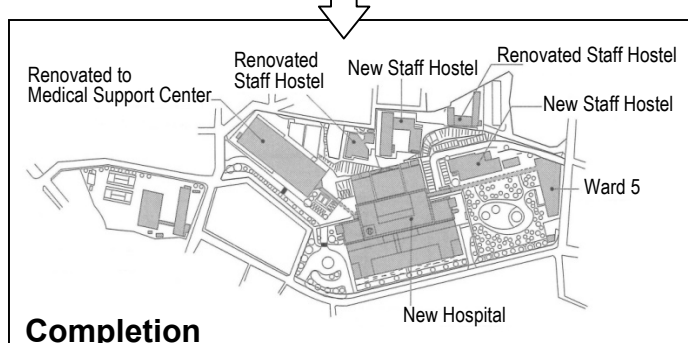 Renovated to
Medical Support Center
Renovated
Staff Hostel
New Staff Hostel
Renovated Staff Hostel
New Staff Hostel
Ward 5
New Hospital
Completion